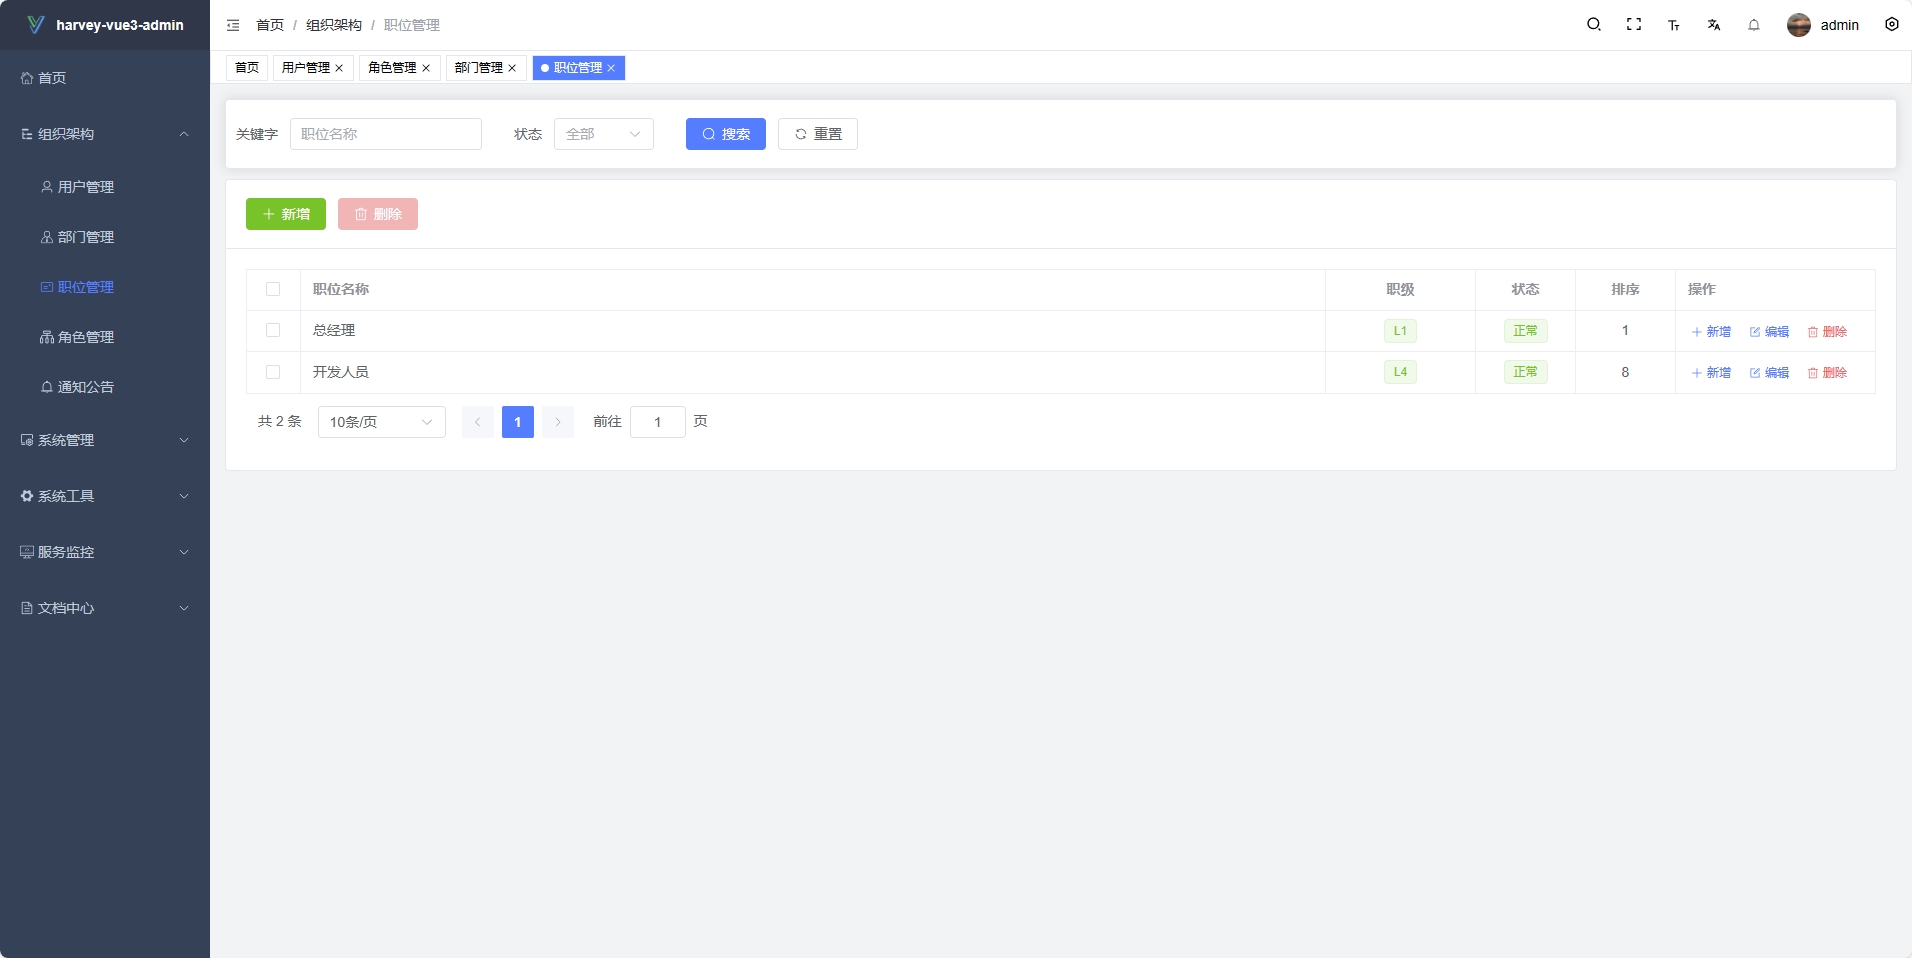 harvey-vue3-admin
首页 / 组织架构 / 职位管理
admin
首页
用户管理
角色管理
部门管理
职位管理
首页
组织架构
用户管理
部门管理
职位管理
角色管理
通知公告
系统管理
系统工具
服务监控
文档中心
关键字 职位名称 状态 全部 搜索 重置
新增 删除
职位名称 职级 状态 排序 操作
总经理 L1 正常 1 新增 编辑 删除
开发人员 L4 正常 8 新增 编辑 删除
共 2 条 10条/页 1 前往 1 页